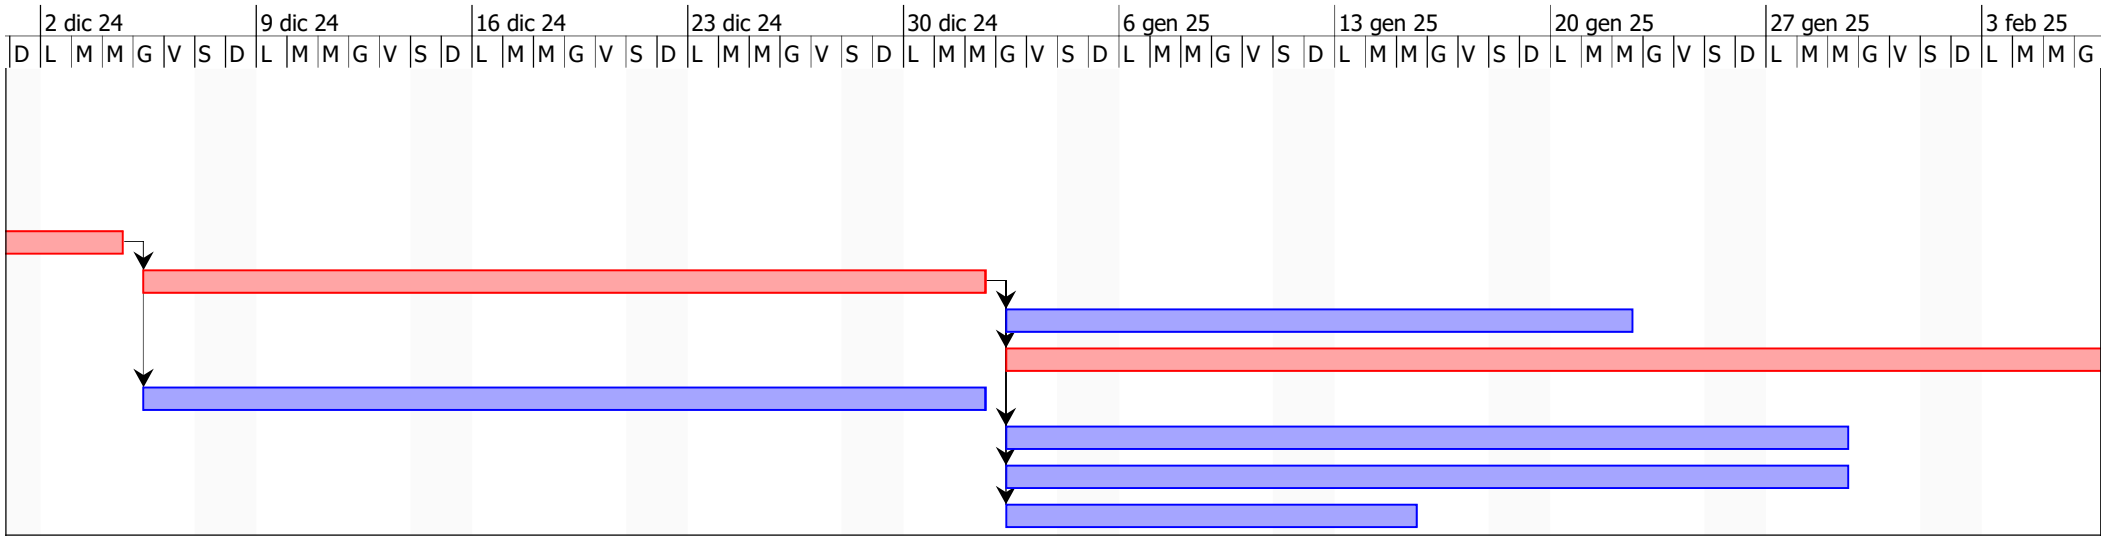 2 dic 24 9 dic 24 16 dic 24 23 dic 24 30 dic 24 6 gen 25 13 gen 25 20 gen 25 27 gen 25 3 feb 25
D L M M G V S D L M M G V S D L M M G V S D L M M G V S D L M M G V S D L M M G V S D L M M G V S D L M M G V S D L M M G V S D L M M G